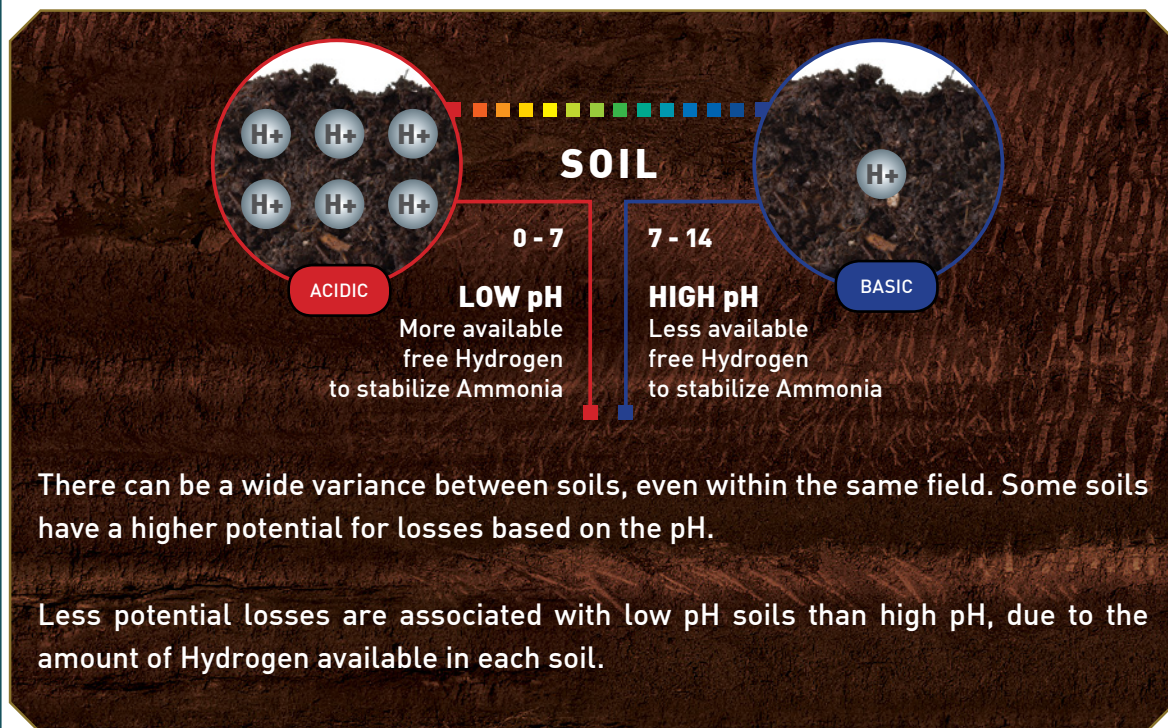 H+ H+ H+
H+ H+ H+
ACIDIC
SOIL
H+
BASIC
0 - 7
LOW pH
More available
free Hydrogen
to stabilize Ammonia
7 - 14
HIGH pH
Less available
free Hydrogen
to stabilize Ammonia
There can be a wide variance between soils, even within the same field. Some soils
have a higher potential for losses based on the pH.
Less potential losses are associated with low pH soils than high pH, due to the
amount of Hydrogen available in each soil.